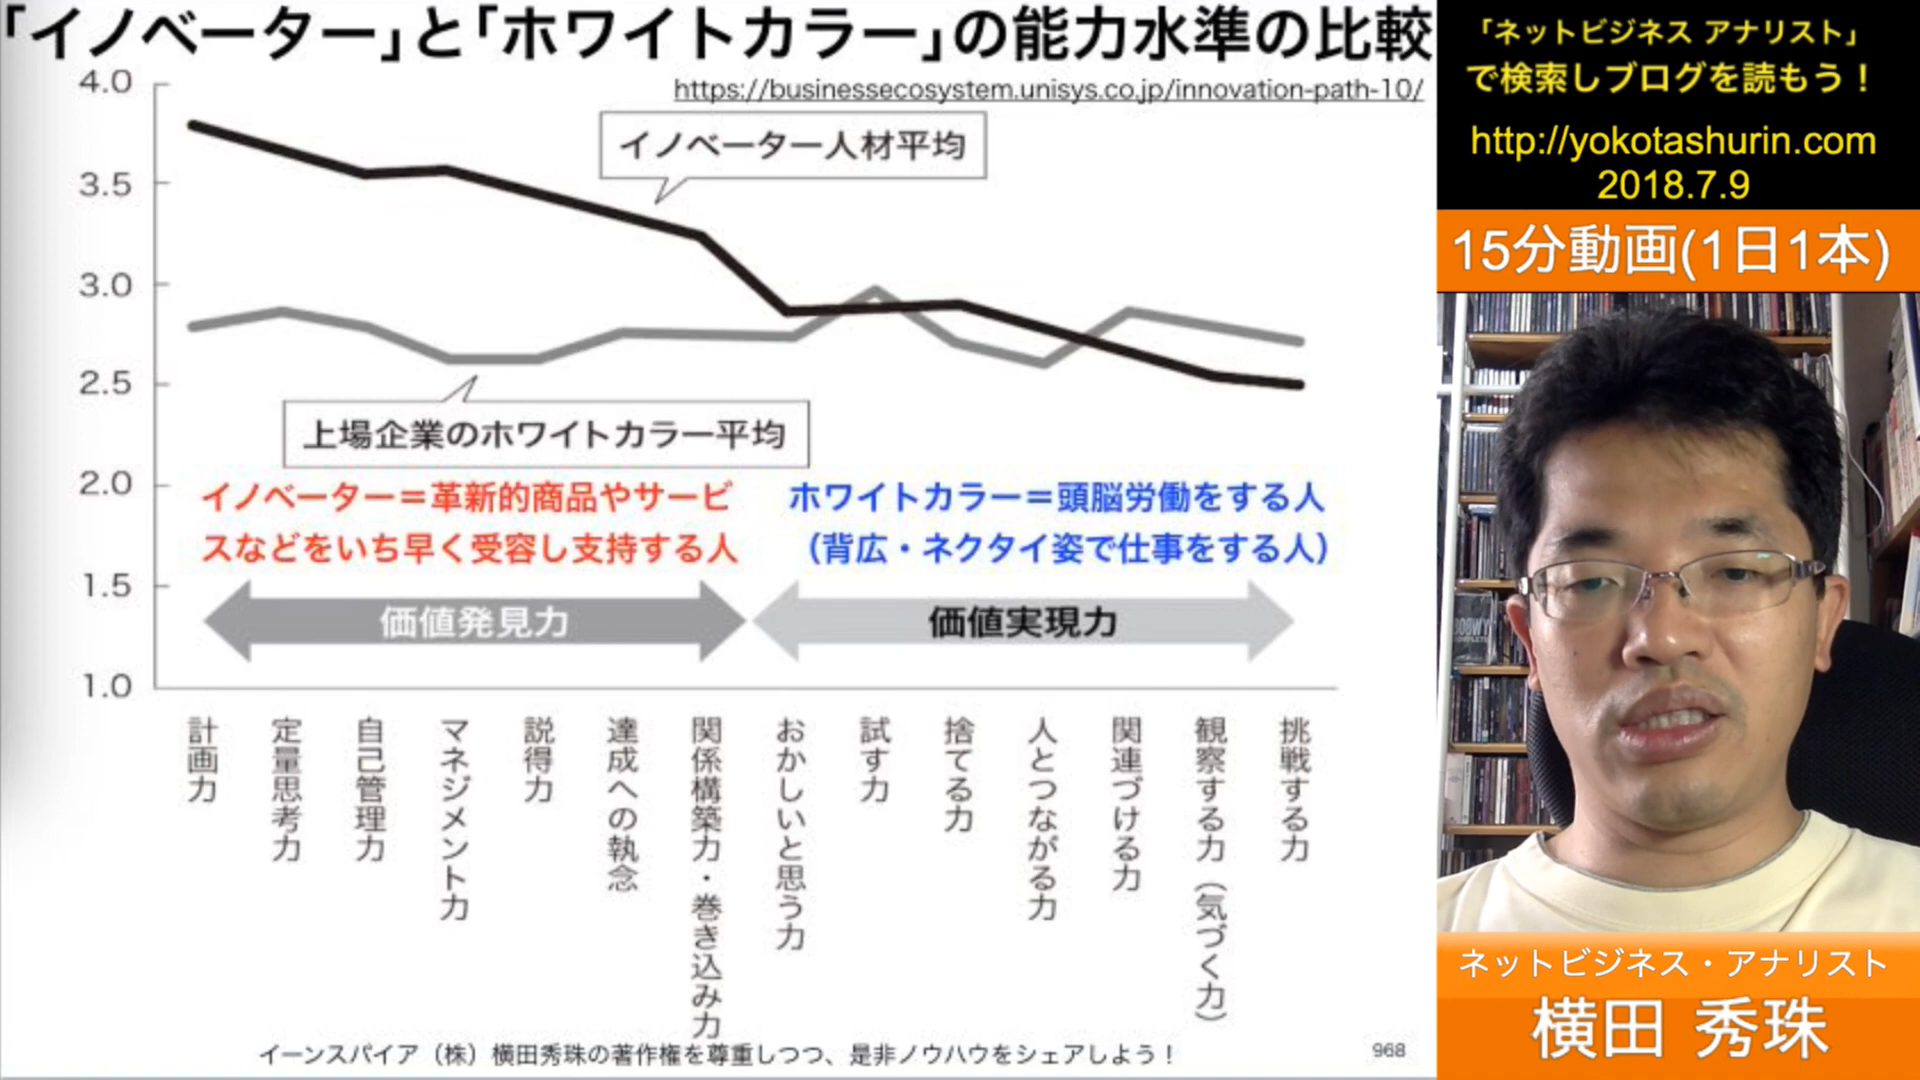 「イノベーター」と「ホワイトカラー」の能力水準の比較
https://businessecosystem.unisys.co.jp/innovation-path-10/
4.0
3.5
3.0
2.5
2.0
1.5
1.0
イノベーター人材平均
上場企業のホワイトカラー平均
イノベーター＝革新的商品やサービ
スなどをいち早く受容し支持する人
ホワイトカラー＝頭脳労働をする人
（背広・ネクタイ姿で仕事をする人）
価値発見力
価値実現力
計画力
定量思考力
自己管理力
マネジメント力
説得力
達成への執念
関係構築力・巻き込み力
おかしいと思う力
試す力
捨てる力
人とつながる力
関連づける力
観察する力（気づく力）
挑戦する力
イーンスパイア（株）横田秀珠の著作権を尊重しつつ、是非ノウハウをシェアしよう！
968
「ネットビジネス アナリスト」
で検索しブログを読もう！
http://yokotashurin.com
2018.7.9
15分動画(1日1本)
BOØWY
COMPLETE
ネットビジネス・アナリスト
横田 秀珠